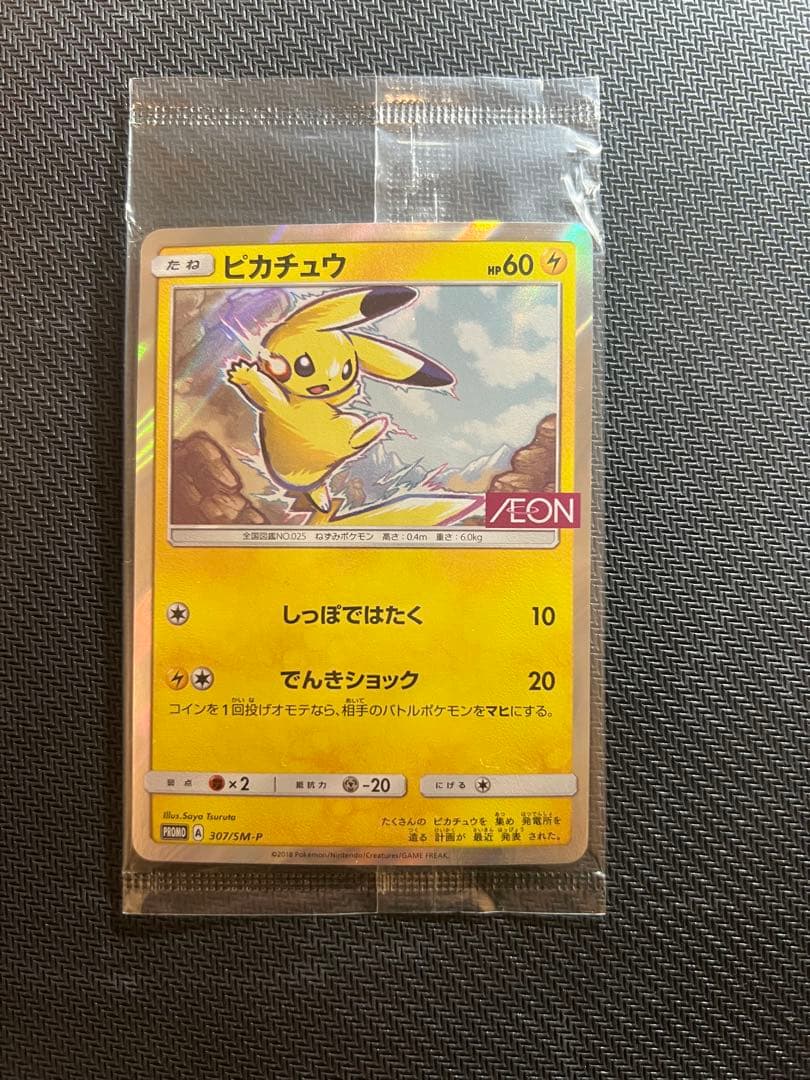 たね ピカチュウ HP60
ÆON
全国図鑑NO.025 ねずみポケモン 高さ：0.4m 重さ：6.0kg
しっぽではたく 10
でんきショック 20
コインを1回投げオモテなら、相手のバトルポケモンをマヒにする。
弱点 ×2 抵抗力 -20 にげる
Illus.Saya Tsuruta
たくさんの ピカチュウを 集め 発電所を
造る 計画が 最近 発表 された。
PROMO A 307/SM-P
©2018 Pokémon/Nintendo/Creatures/GAME FREAK.